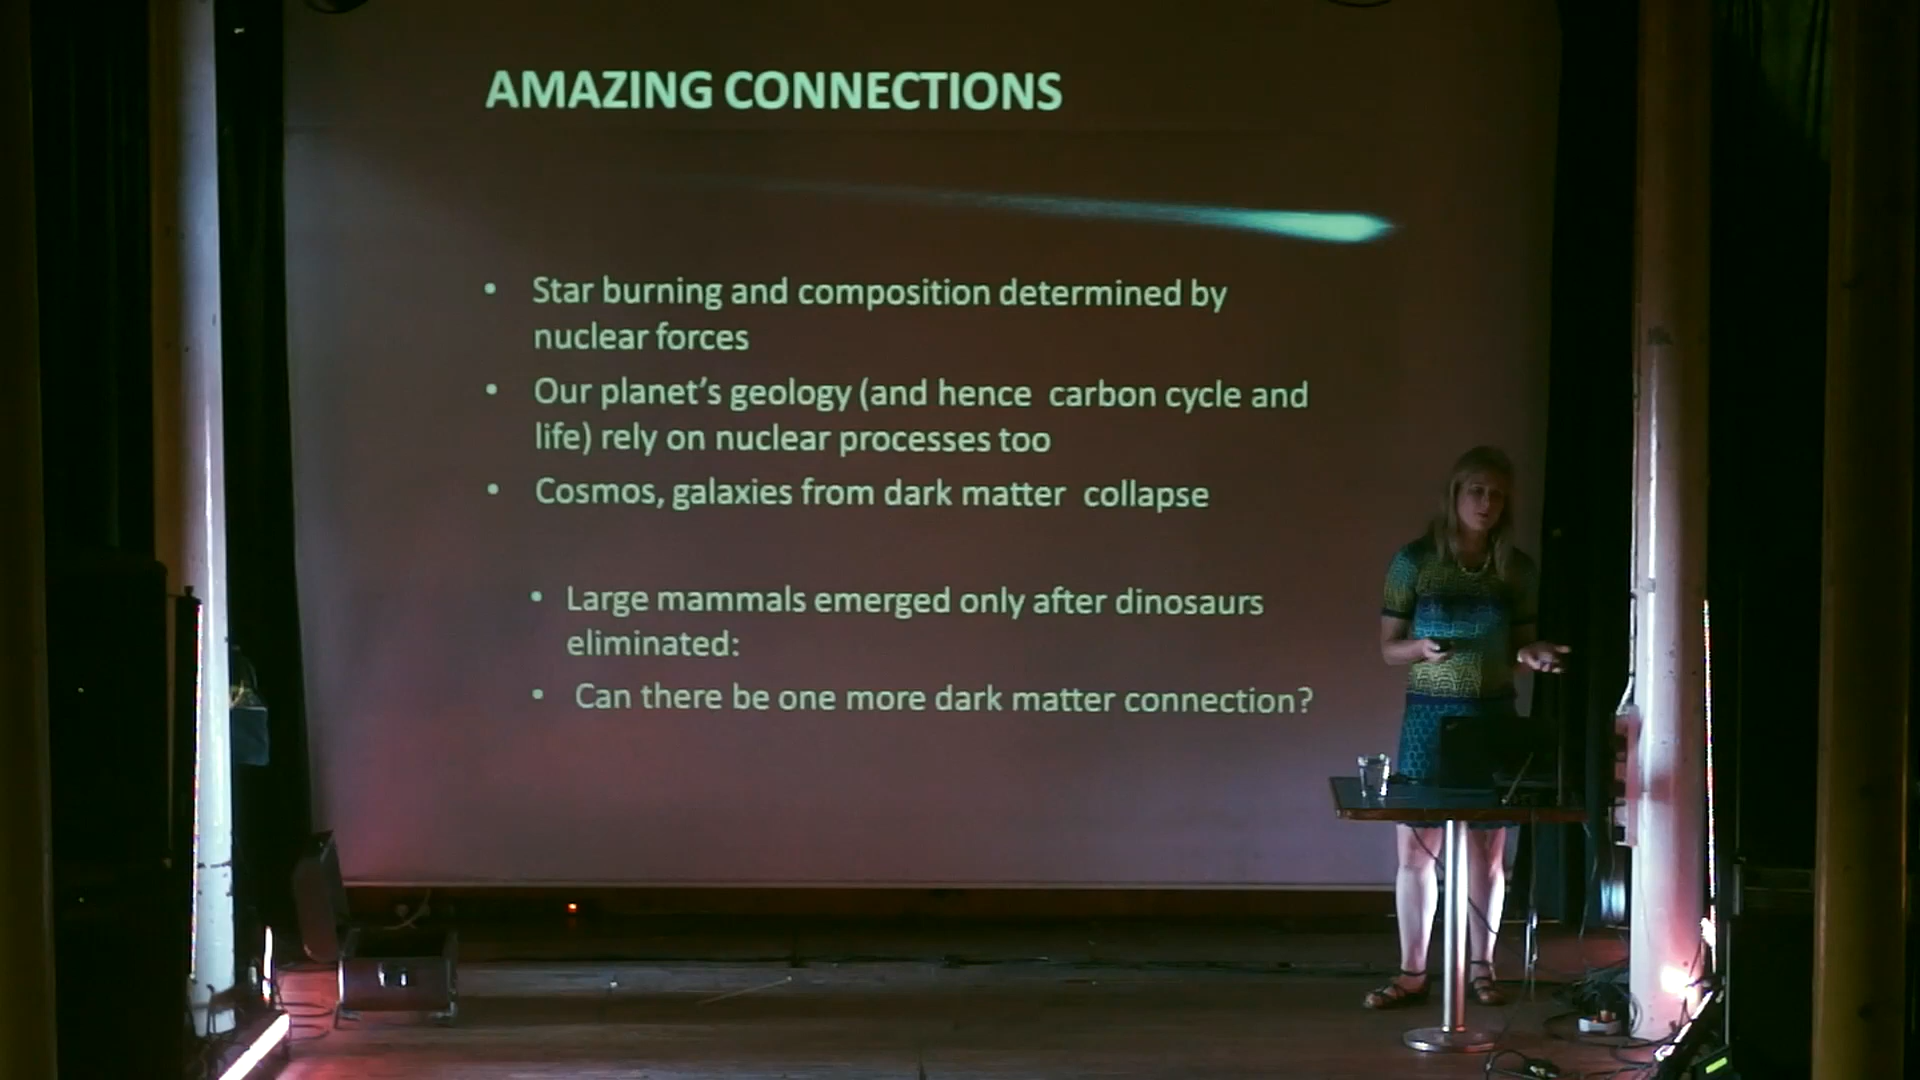 AMAZING CONNECTIONS
• Star burning and composition determined by
nuclear forces
• Our planet's geology (and hence carbon cycle and
life) rely on nuclear processes too
• Cosmos, galaxies from dark matter collapse
• Large mammals emerged only after dinosaurs
eliminated:
• Can there be one more dark matter connection?